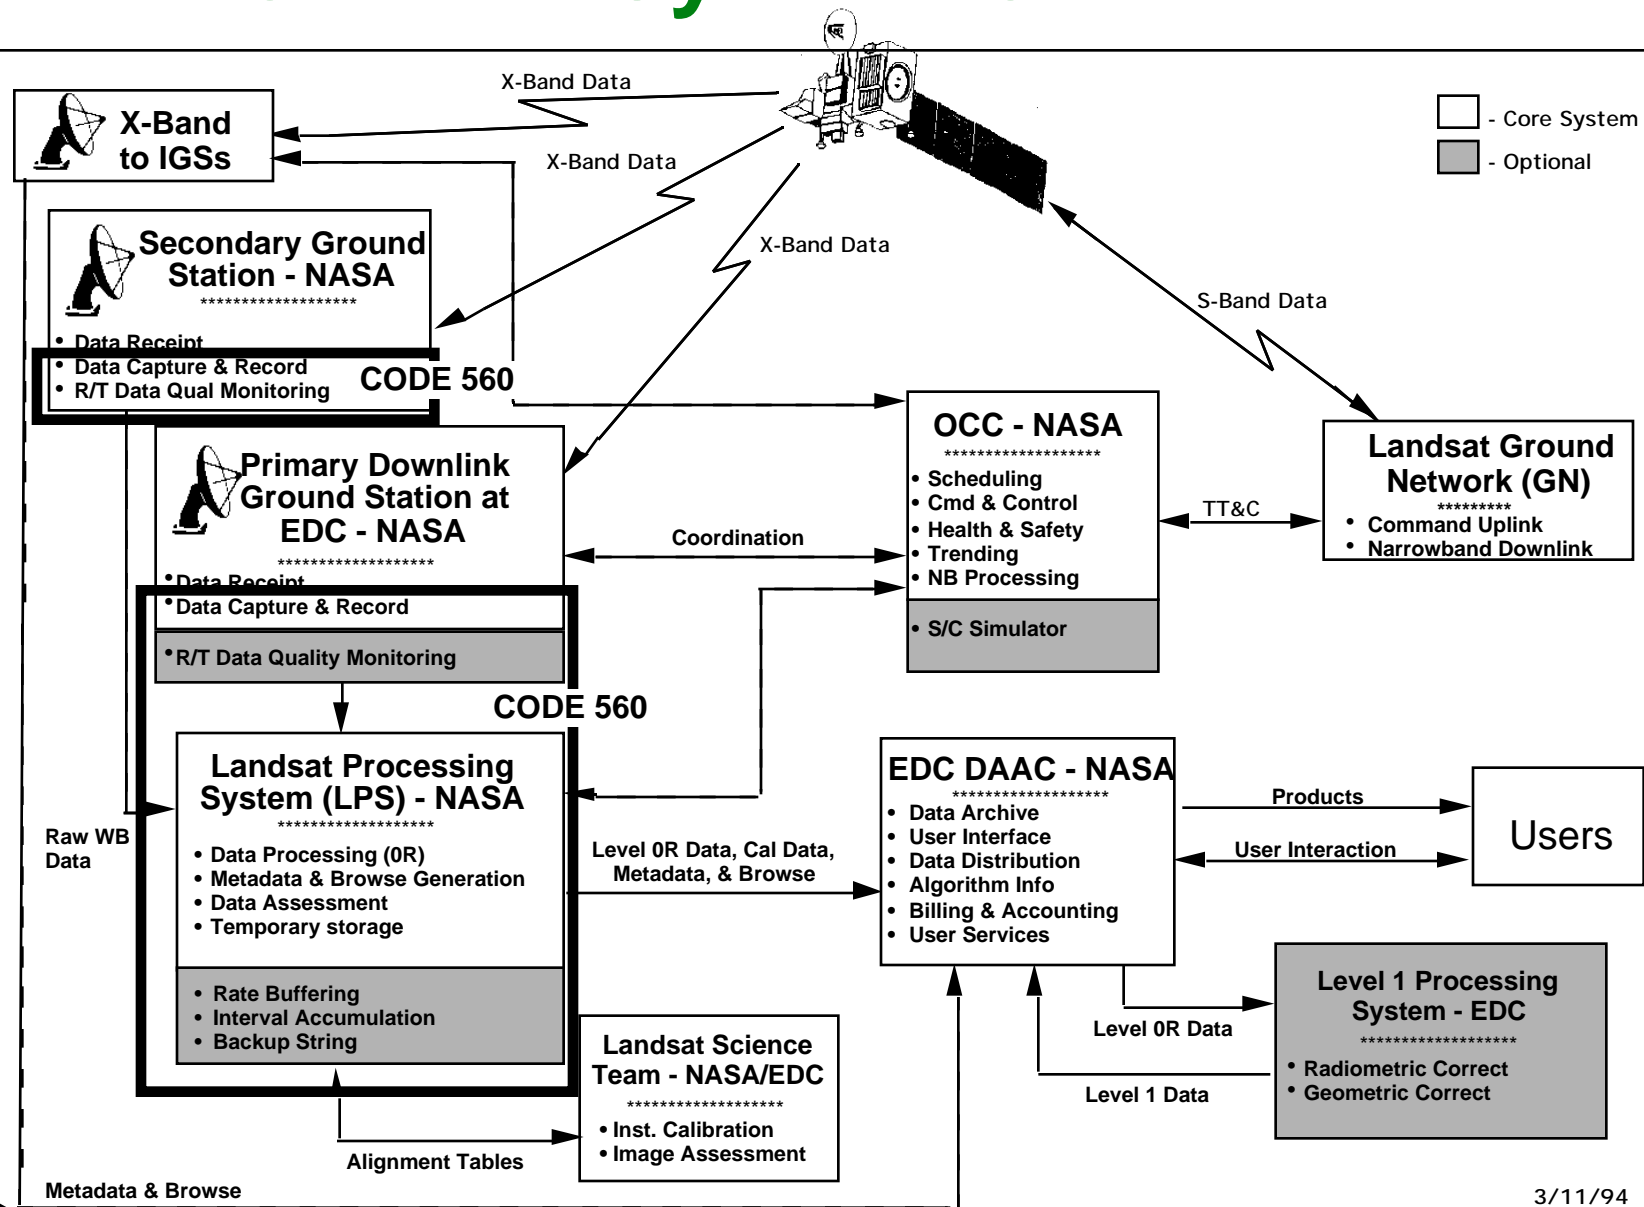 X-Band Data
X-Band
to IGSs
X-Band Data
- Core System
- Optional
Secondary Ground
Station - NASA
*******************
• Data Receipt
• Data Capture & Record
• R/T Data Qual Monitoring
CODE 560
X-Band Data
S-Band Data
Primary Downlink
Ground Station at
EDC - NASA
*******************
• Data Receipt
• Data Capture & Record
• R/T Data Quality Monitoring
CODE 560
Coordination
OCC - NASA
*******************
• Scheduling
• Cmd & Control
• Health & Safety
• Trending
• NB Processing
• S/C Simulator
TT&C
Landsat Ground
Network (GN)
*********
• Command Uplink
• Narrowband Downlink
Raw WB
Data
Landsat Processing
System (LPS) - NASA
*******************
• Data Processing (0R)
• Metadata & Browse Generation
• Data Assessment
• Temporary storage
• Rate Buffering
• Interval Accumulation
• Backup String
Level 0R Data, Cal Data,
Metadata, & Browse
EDC DAAC - NASA
*******************
• Data Archive
• User Interface
• Data Distribution
• Algorithm Info
• Billing & Accounting
• User Services
Products
User Interaction
Users
Level 0R Data
Level 1 Data
Level 1 Processing
System - EDC
*******************
• Radiometric Correct
• Geometric Correct
Landsat Science
Team - NASA/EDC
*******************
• Inst. Calibration
• Image Assessment
Alignment Tables
Metadata & Browse
3/11/94